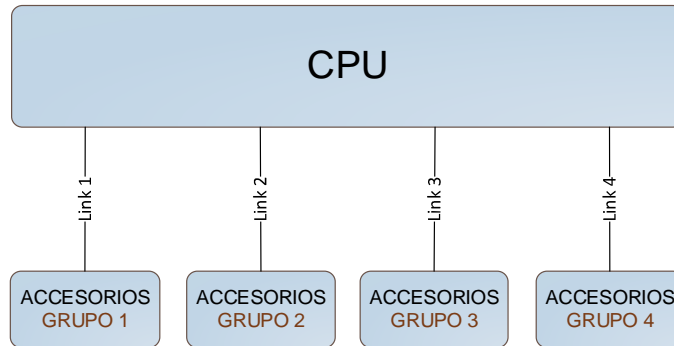 CPU
Link 1
Link 2
Link 3
Link 4
ACCESORIOS
GRUPO 1
ACCESORIOS
GRUPO 2
ACCESORIOS
GRUPO 3
ACCESORIOS
GRUPO 4